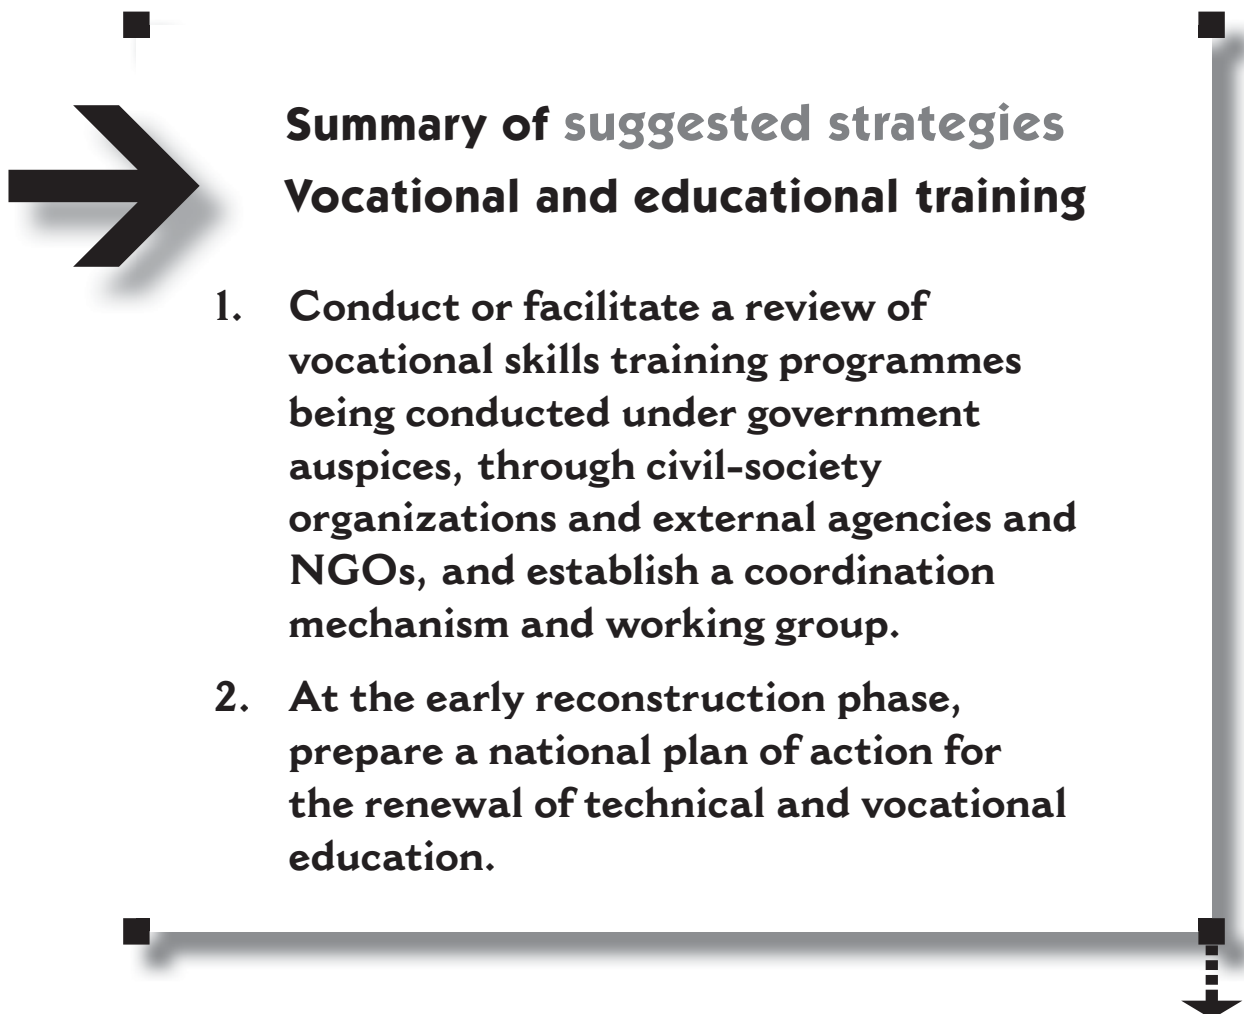 Summary of suggested strategies
Vocational and educational training
1. Conduct or facilitate a review of
vocational skills training programmes
being conducted under government
auspices, through civil-society
organizations and external agencies and
NGOs, and establish a coordination
mechanism and working group.
2. At the early reconstruction phase,
prepare a national plan of action for
the renewal of technical and vocational
education.